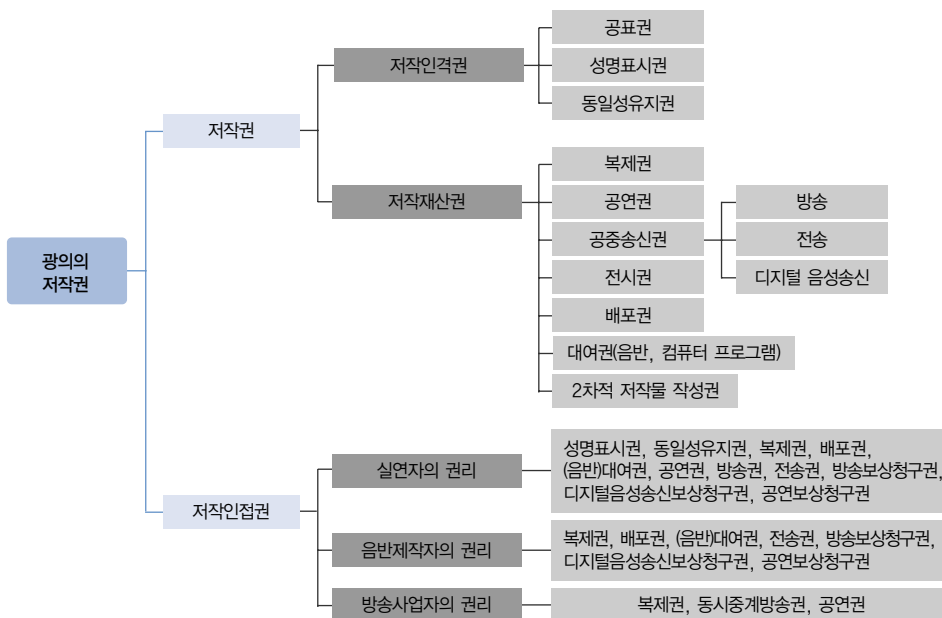 광의의
저작권
저작권
저작인격권
공표권
성명표시권
동일성유지권
저작재산권
복제권
공연권
공중송신권
방송
전송
디지털 음성송신
전시권
배포권
대여권(음반, 컴퓨터 프로그램)
2차적 저작물 작성권
저작인접권
실연자의 권리
성명표시권, 동일성유지권, 복제권, 배포권,
(음반)대여권, 공연권, 방송권, 전송권, 방송보상청구권,
디지털음성송신보상청구권, 공연보상청구권
음반제작자의 권리
복제권, 배포권, (음반)대여권, 전송권, 방송보상청구권,
디지털음성송신보상청구권, 공연보상청구권
방송사업자의 권리
복제권, 동시중계방송권, 공연권